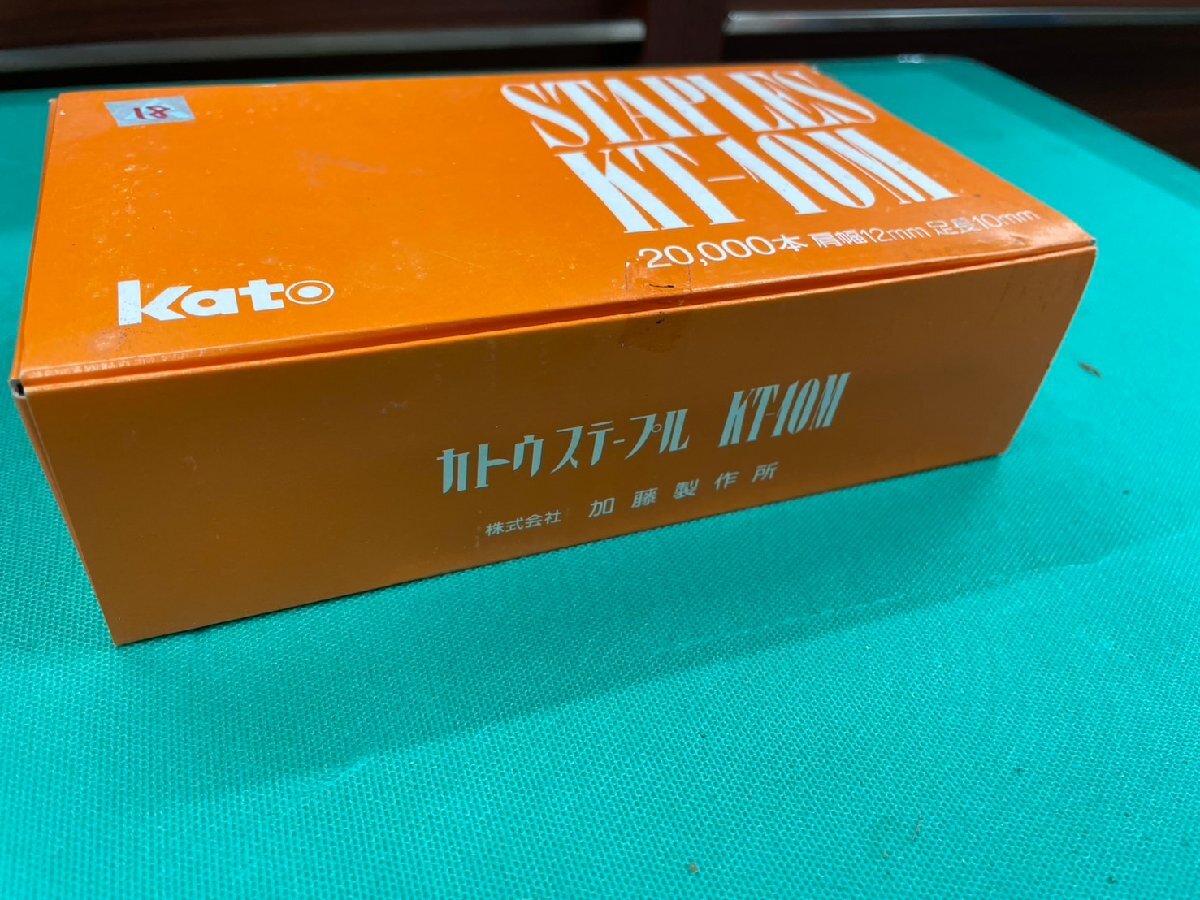 18
STAPLES
KT-10M
20,000本 肩幅12mm 足長10mm
Kato
カトウステープル KT-10M
株式会社 加藤製作所